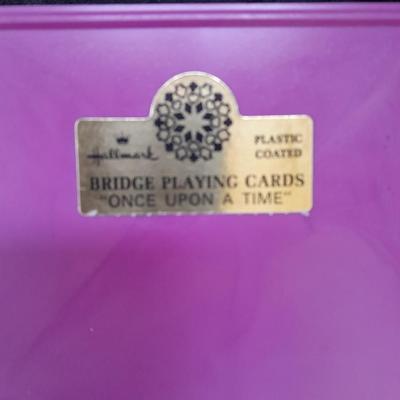 Hallmark
PLASTIC
COATED
BRIDGE PLAYING CARDS
"ONCE UPON A TIME"